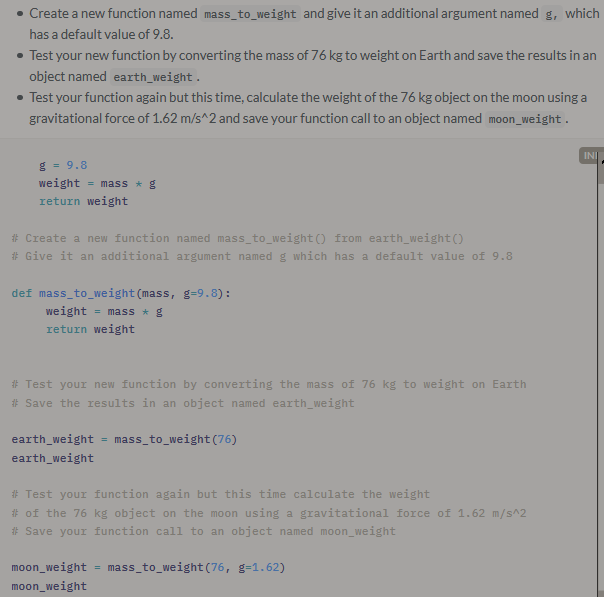 • Create a new function named mass_to_weight and give it an additional argument named g, which
has a default value of 9.8.
• Test your new function by converting the mass of 76 kg to weight on Earth and save the results in an
object named earth_weight.
• Test your function again but this time, calculate the weight of the 76 kg object on the moon using a
gravitational force of 1.62 m/s^2 and save your function call to an object named moon_weight.
g = 9.8
weight = mass * g
return weight
# Create a new function named mass_to_weight() from earth_weight()
# Give it an additional argument named g which has a default value of 9.8
def mass_to_weight(mass, g=9.8):
weight = mass * g
return weight
# Test your new function by converting the mass of 76 kg to weight on Earth
# Save the results in an object named earth_weight
earth_weight = mass_to_weight(76)
earth_weight
# Test your function again but this time calculate the weight
# of the 76 kg object on the moon using a gravitational force of 1.62 m/s^2
# Save your function call to an object named moon_weight
moon_weight = mass_to_weight(76, g=1.62)
moon_weight